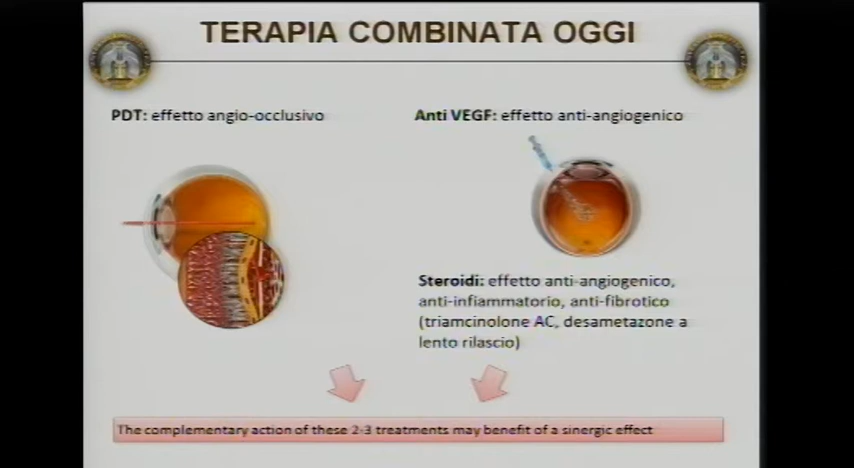 TERAPIA COMBINATA OGGI
PDT: effetto angio-occlusivo
Anti VEGF: effetto anti-angiogenico
Steroidi: effetto anti-angiogenico,
anti-infiammatorio, anti-fibrotico
(triamcinolone AC, desametazone a
lento rilascio)
The complementary action of these 2-3 treatments may benefit of a sinergic effect